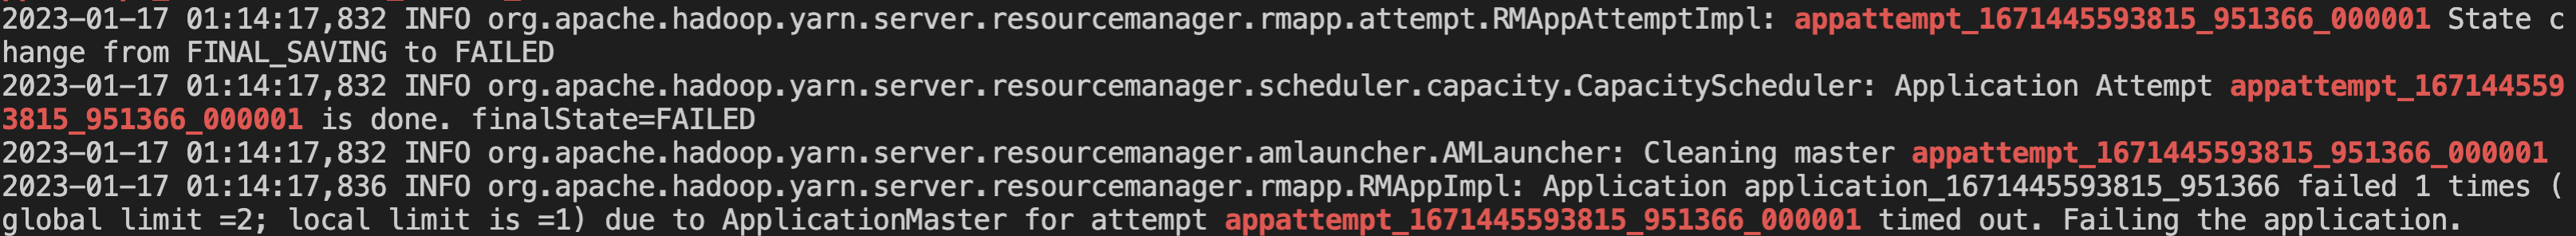 2023-01-17 01:14:17,832 INFO org.apache.hadoop.yarn.server.resourcemanager.rmapp.attempt.RMAppAttemptImpl: appattempt_1671445593815_951366_000001 State c
hange from FINAL_SAVING to FAILED
2023-01-17 01:14:17,832 INFO org.apache.hadoop.yarn.server.resourcemanager.scheduler.capacity.CapacityScheduler: Application Attempt appattempt_167144559
3815_951366_000001 is done. finalState=FAILED
2023-01-17 01:14:17,832 INFO org.apache.hadoop.yarn.server.resourcemanager.amlauncher.AMLauncher: Cleaning master appattempt_1671445593815_951366_000001
2023-01-17 01:14:17,836 INFO org.apache.hadoop.yarn.server.resourcemanager.rmapp.RMAppImpl: Application application_1671445593815_951366 failed 1 times (
global limit =2; local limit is =1) due to ApplicationMaster for attempt appattempt_1671445593815_951366_000001 timed out. Failing the application.